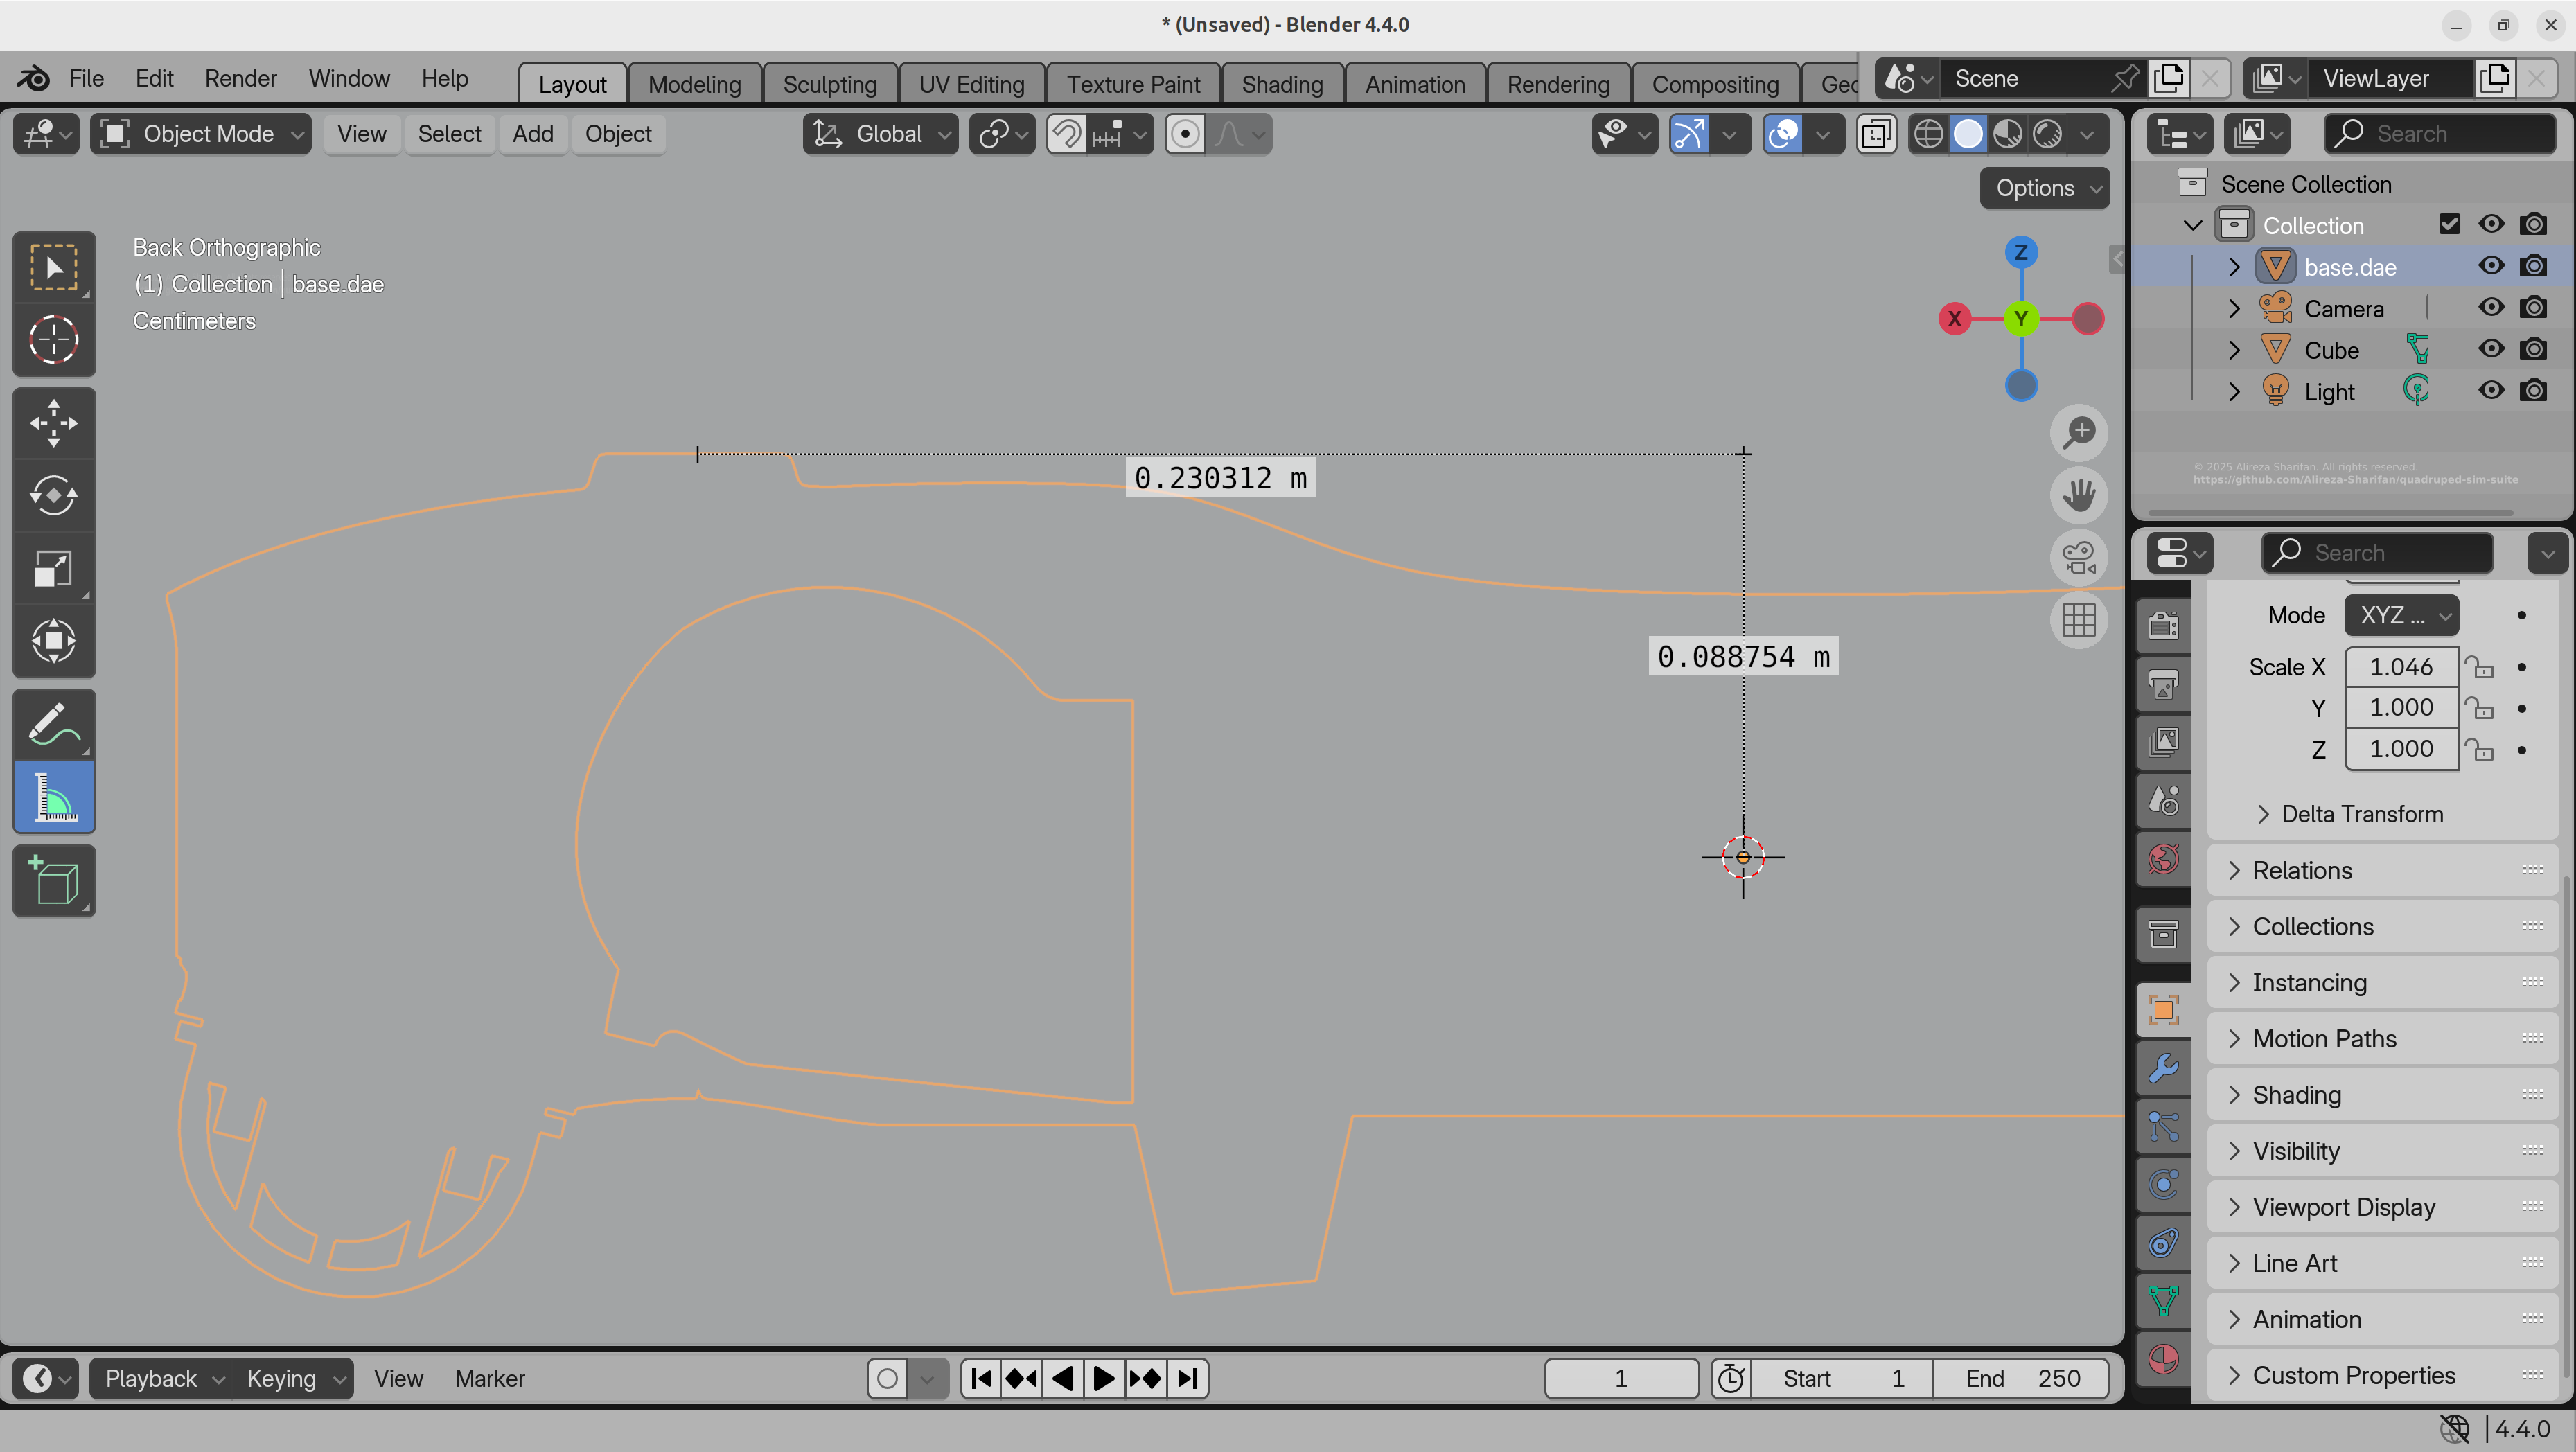 * (Unsaved) - Blender 4.4.0
File Edit Render Window Help Layout Modeling Sculpting UV Editing Texture Paint Shading Animation Rendering Compositing Scene ViewLayer
Object Mode View Select Add Object Global Search
Options
Back Orthographic
(1) Collection | base.dae
Centimeters
Z
X Y
0.230312 m
0.088754 m
Scene Collection
Collection
base.dae
Camera
Cube
Light
© 2025 Alireza Sharifan. All rights reserved.
https://github.com/Alireza-Sharifan/quadruped-sim-suite
Search
Mode XYZ ...
Scale X 1.046
Y 1.000
Z 1.000
Delta Transform
Relations
Collections
Instancing
Motion Paths
Shading
Visibility
Viewport Display
Line Art
Animation
Custom Properties
Playback Keying View Marker 1 Start 1 End 250
4.4.0